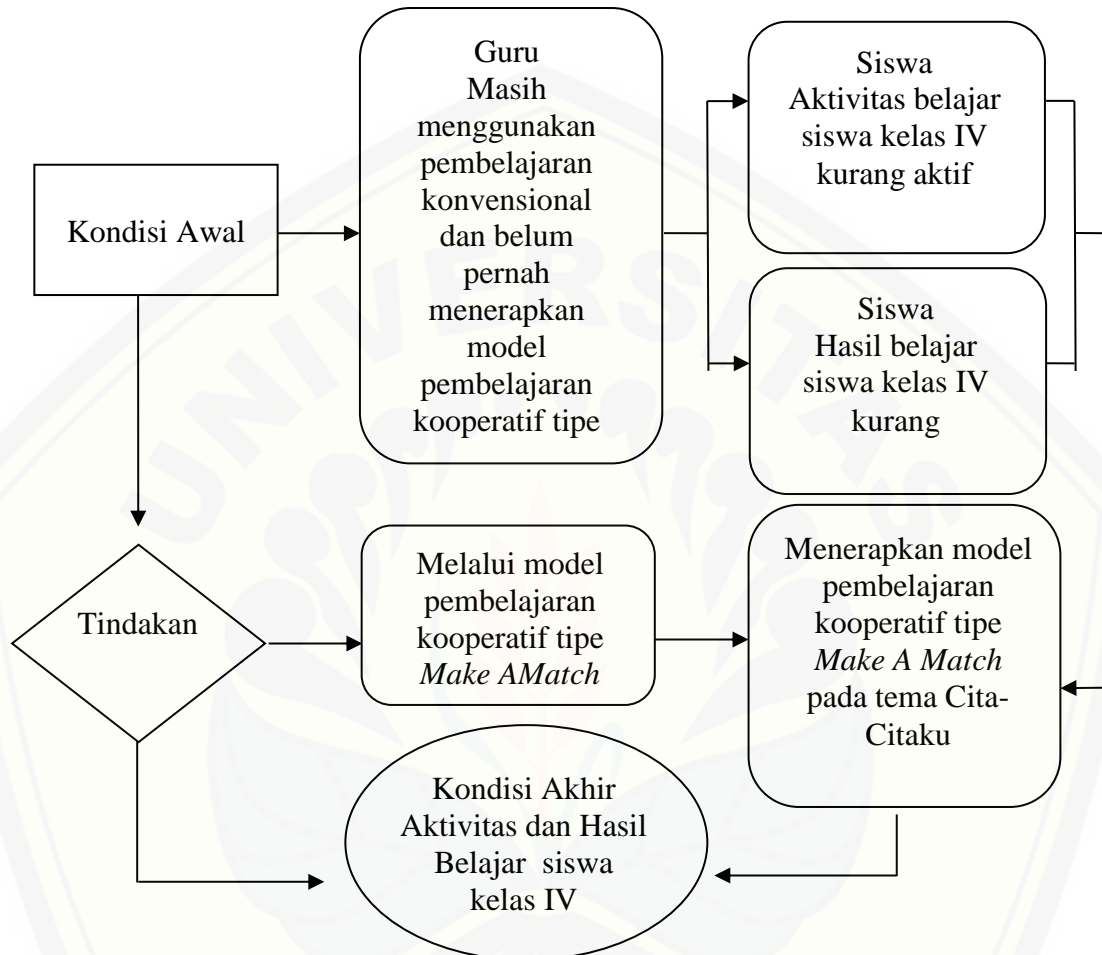 Kondisi Awal
Guru
Masih
menggunakan
pembelajaran
konvensional
dan belum
pernah
menerapkan
model
pembelajaran
kooperatif tipe
Siswa
Aktivitas belajar
siswa kelas IV
kurang aktif
Siswa
Hasil belajar
siswa kelas IV
kurang
Tindakan
Melalui model
pembelajaran
kooperatif tipe
Make AMatch
Menerapkan model
pembelajaran
kooperatif tipe
Make A Match
pada tema Cita-
Citaku
Kondisi Akhir
Aktivitas dan Hasil
Belajar siswa
kelas IV
UNIVERSITAS